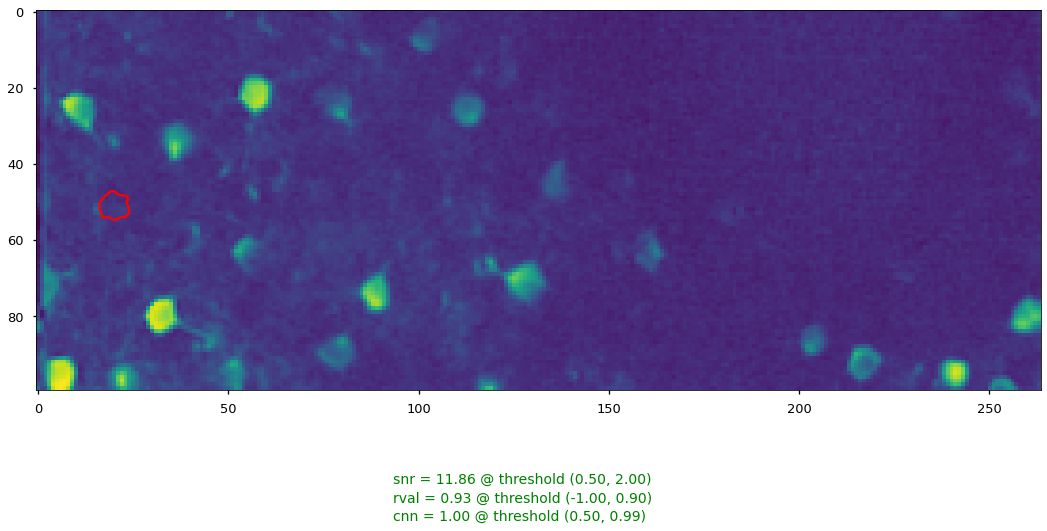 0
20
40
60
80
0 50 100 150 200 250
snr = 11.86 @ threshold (0.50, 2.00)
rval = 0.93 @ threshold (-1.00, 0.90)
cnn = 1.00 @ threshold (0.50, 0.99)